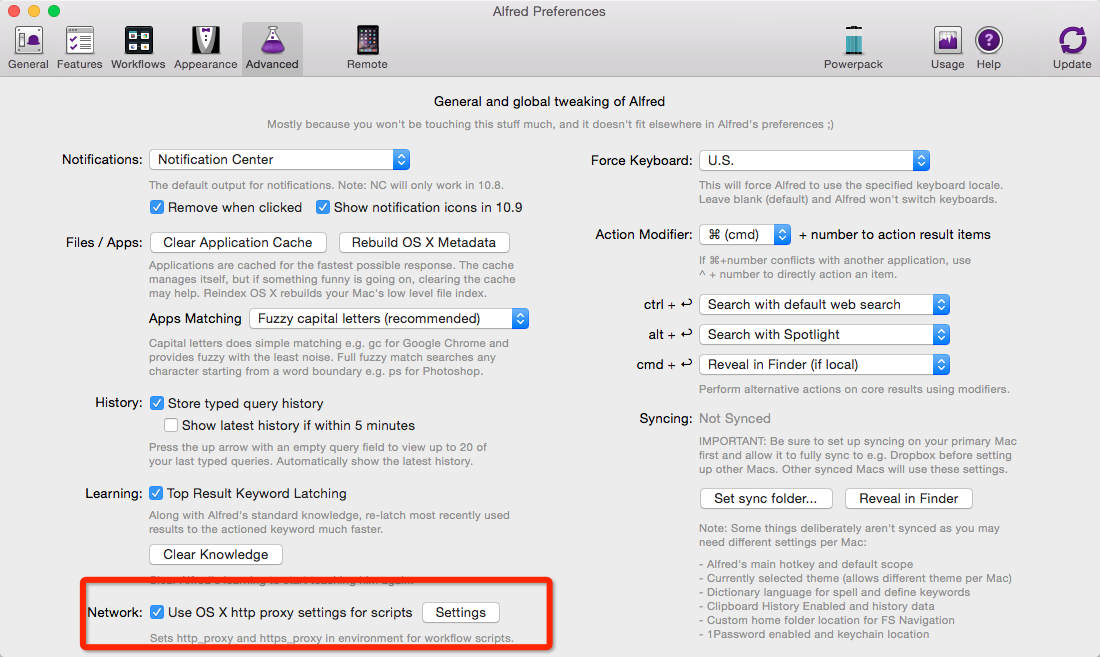 Alfred Preferences
General
Features
Workflows
Appearance
Advanced
Remote
Powerpack
Usage
Help
Update
General and global tweaking of Alfred
Mostly because you won't be touching this stuff much, and it doesn't fit elsewhere in Alfred's preferences ;)
Notifications: Notification Center
The default output for notifications. Note: NC will only work in 10.8.
Remove when clicked Show notification icons in 10.9
Files / Apps: Clear Application Cache Rebuild OS X Metadata
Applications are cached for the fastest possible response. The cache
manages itself, but if something funny is going on, clearing the cache
may help. Reindex OS X rebuilds your Mac's low level file index.
Apps Matching Fuzzy capital letters (recommended)
Capital letters does simple matching e.g. gc for Google Chrome and
provides fuzzy with the least noise. Full fuzzy match searches any
character starting from a word boundary e.g. ps for Photoshop.
History: Store typed query history
Show latest history if within 5 minutes
Press the up arrow with an empty query field to view up to 20 of
your last typed queries. Automatically show the latest history.
Learning: Top Result Keyword Latching
Along with Alfred's standard knowledge, re-latch most recently used
results to the actioned keyword much faster.
Clear Knowledge
Clear Alfred's learning to start teaching him again.
Network: Use OS X http proxy settings for scripts Settings
Sets http_proxy and https_proxy in environment for workflow scripts.
Force Keyboard: U.S.
This will force Alfred to use the specified keyboard locale.
Leave blank (default) and Alfred won't switch keyboards.
Action Modifier: ⌘ (cmd) + number to action result items
If ⌘+number conflicts with another application, use
^ + number to directly action an item.
ctrl + ↩ Search with default web search
alt + ↩ Search with Spotlight
cmd + ↩ Reveal in Finder (if local)
Perform alternative actions on core results using modifiers.
Syncing: Not Synced
IMPORTANT: Be sure to set up syncing on your primary Mac
first and allow it to fully sync to e.g. Dropbox before setting
up other Macs. Other synced Macs will use these settings.
Set sync folder... Reveal in Finder
Note: Some things deliberately aren't synced as you may
need different settings per Mac:
- Alfred's main hotkey and default scope
- Currently selected theme (allows different theme per Mac)
- Dictionary language for spell and define keywords
- Clipboard History Enabled and history data
- Custom home folder location for FS Navigation
- 1Password enabled and keychain location